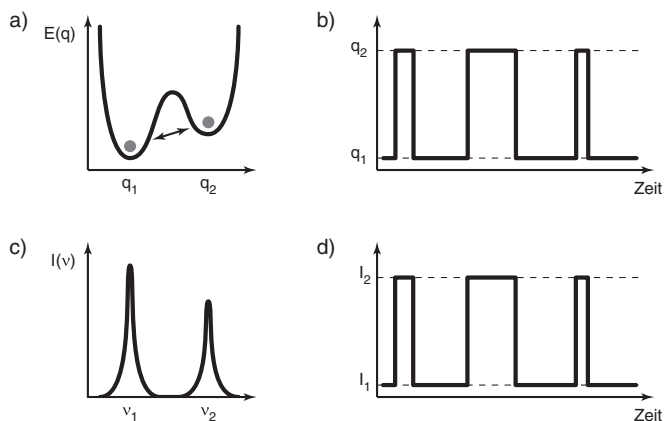 a)
E(q)
q1
q2
b)
q2
q1
Zeit
c)
I(ν)
ν1
ν2
d)
I2
I1
Zeit